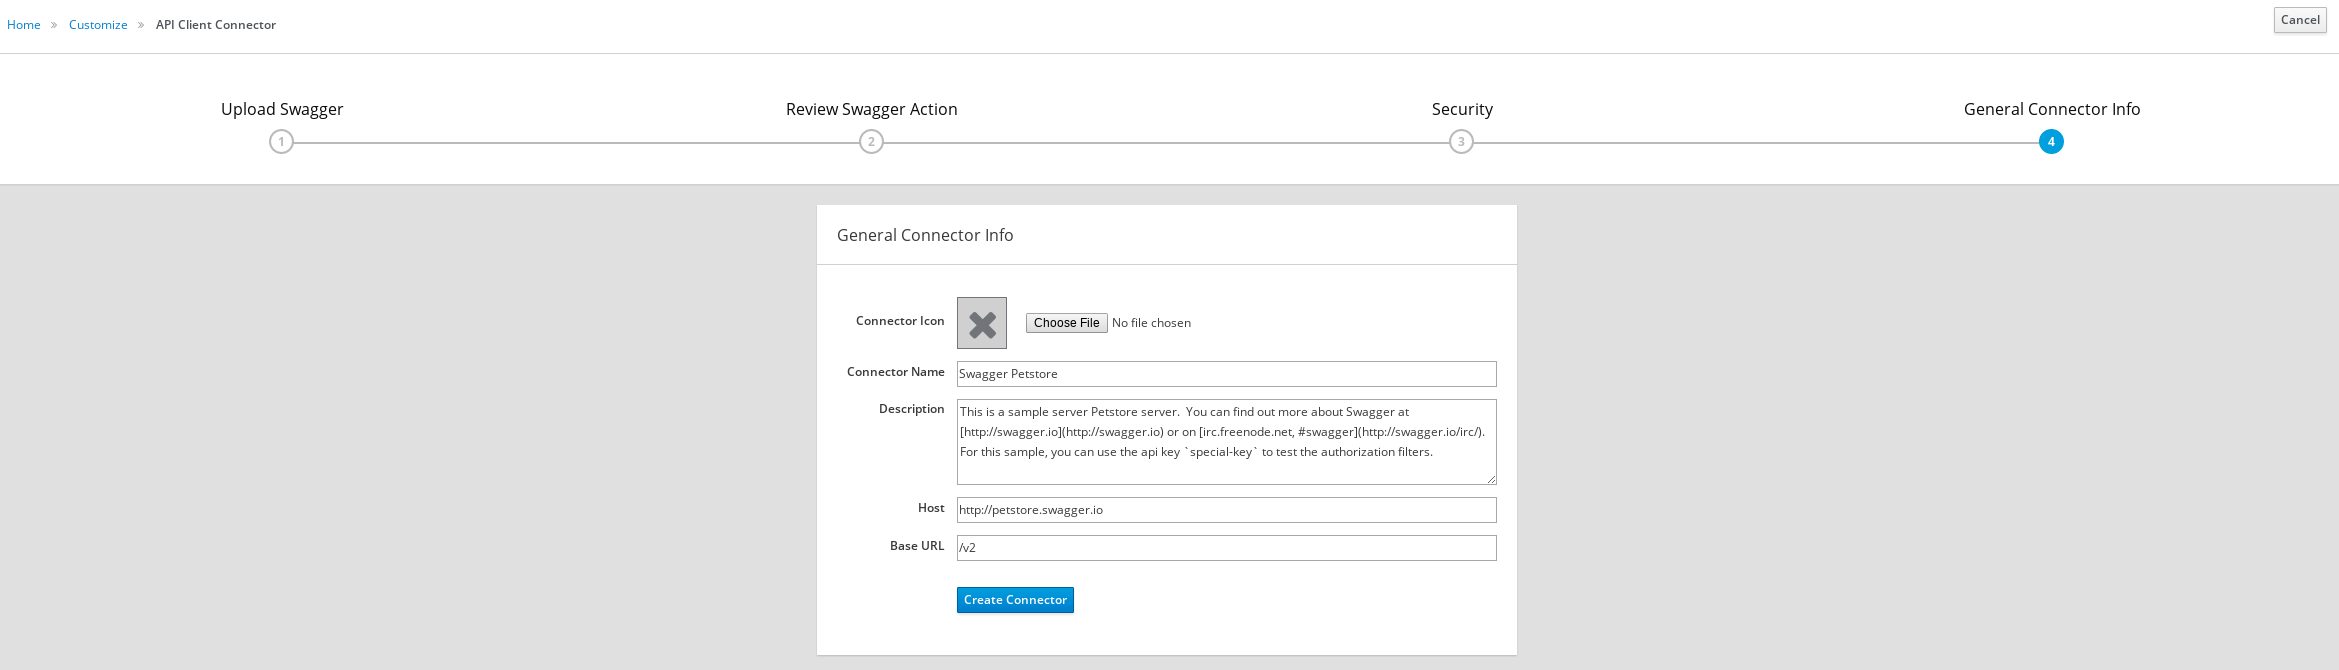 Home » Customize » API Client Connector
Cancel
Upload Swagger
Review Swagger Action
Security
General Connector Info
1
2
3
4
General Connector Info
Connector Icon
Choose File No file chosen
Connector Name
Swagger Petstore
Description
This is a sample server Petstore server.  You can find out more about Swagger at
[http://swagger.io](http://swagger.io) or on [irc.freenode.net, #swagger](http://swagger.io/irc/).
For this sample, you can use the api key `special-key` to test the authorization filters.
Host
http://petstore.swagger.io
Base URL
/v2
Create Connector